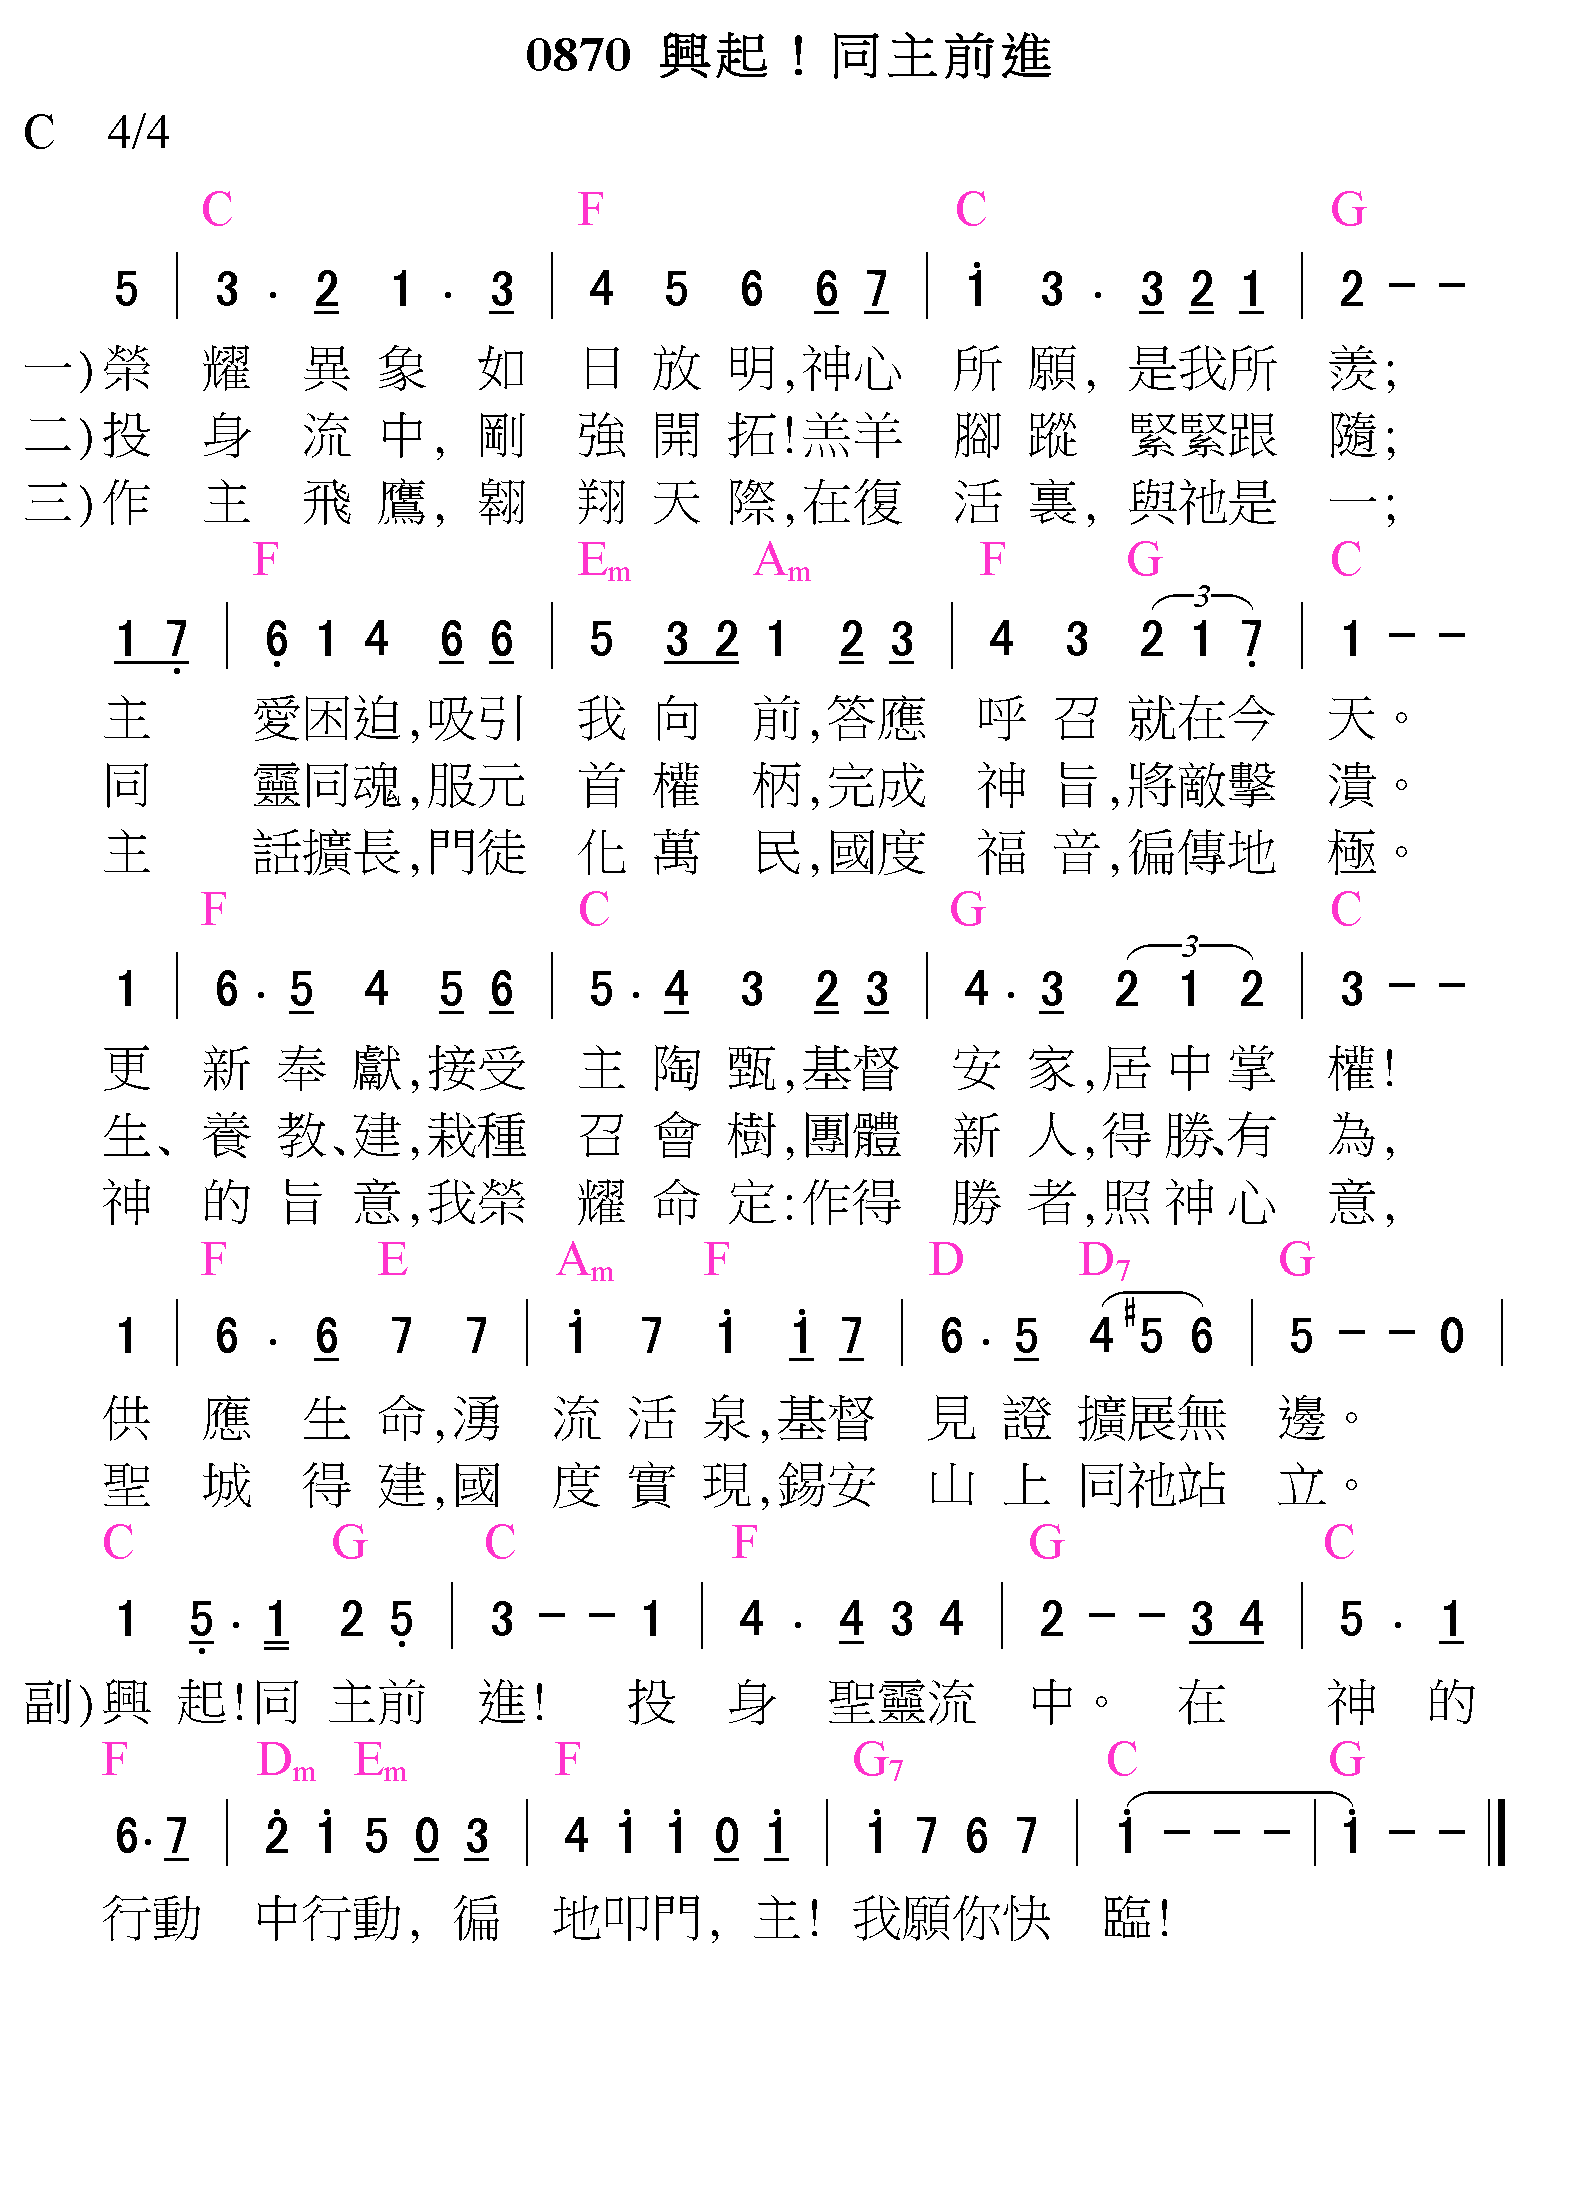 0870 興起！同主前進
C 4/4
C F C G
5 | 3 . 2 1 . 3 | 4 5 6 6 7 | i 3 . 3 2 1 | 2 - -
一)榮 耀 異 象 如 日 放 明,神心 所 願, 是我所 羨;
二)投 身 流 中, 剛 強 開 拓!羔羊 腳 蹤 緊緊跟 隨;
三)作 主 飛 鷹, 翱 翔 天 際,在復 活 裏, 與祂是 一;
F Em Am F G C
3
1 7 | 6 1 4 6 6 | 5 3 2 1 2 3 | 4 3 2 1 7 | 1 - -
主 愛困迫,吸引 我 向 前,答應 呼 召 就在今 天。
同 靈同魂,服元 首 權 柄,完成 神 旨,將敵擊 潰。
主 話擴長,門徒 化 萬 民,國度 福 音,徧傳地 極。
F C G C
3
1 | 6 . 5 4 5 6 | 5 . 4 3 2 3 | 4 . 3 2 1 2 | 3 - -
更 新 奉 獻,接受 主 陶 甄,基督 安 家,居 中 掌 權!
生、養 教、建,栽種 召 會 樹,團體 新 人,得 勝、有 為,
神 的 旨 意,我榮 耀 命 定:作得 勝 者,照 神 心 意,
F E Am F D D7 G
1 | 6 . 6 7 7 | i 7 i i 7 | 6 . 5 4 #5 6 | 5 - - 0 |
供 應 生 命,湧 流 活 泉,基督 見 證 擴展無 邊。
聖 城 得 建,國 度 實 現,錫安 山 上 同祂站 立。
C G C F G C
1 5 . 1 2 5 | 3 - - 1 | 4 . 4 3 4 | 2 - - 3 4 | 5 . 1
副)興 起!同 主前 進! 投 身 聖靈流 中。 在 神 的
F Dm Em F G7 C G
6 . 7 | 2 i 5 0 3 | 4 i i 0 i | i 7 6 7 | i - - - | i - - ||
行動 中行動, 徧 地叩門, 主! 我願你快 臨!